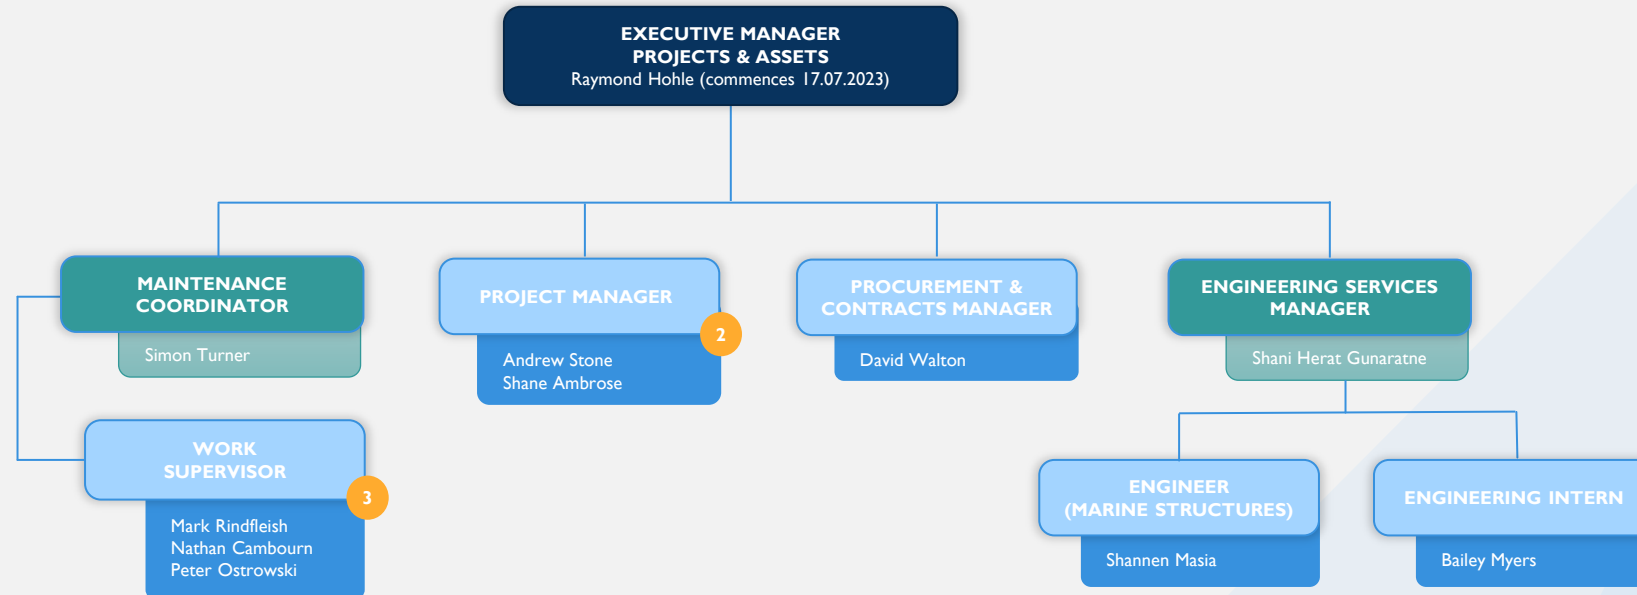 EXECUTIVE MANAGER
PROJECTS & ASSETS
Raymond Hohle (commences 17.07.2023)
MAINTENANCE
COORDINATOR
Simon Turner
PROJECT MANAGER
2
Andrew Stone
Shane Ambrose
PROCUREMENT &
CONTRACTS MANAGER
David Walton
ENGINEERING SERVICES
MANAGER
Shani Herat Gunaratne
WORK
SUPERVISOR
3
Mark Rindfleish
Nathan Cambourn
Peter Ostrowski
ENGINEER
(MARINE STRUCTURES)
Shannen Masia
ENGINEERING INTERN
Bailey Myers